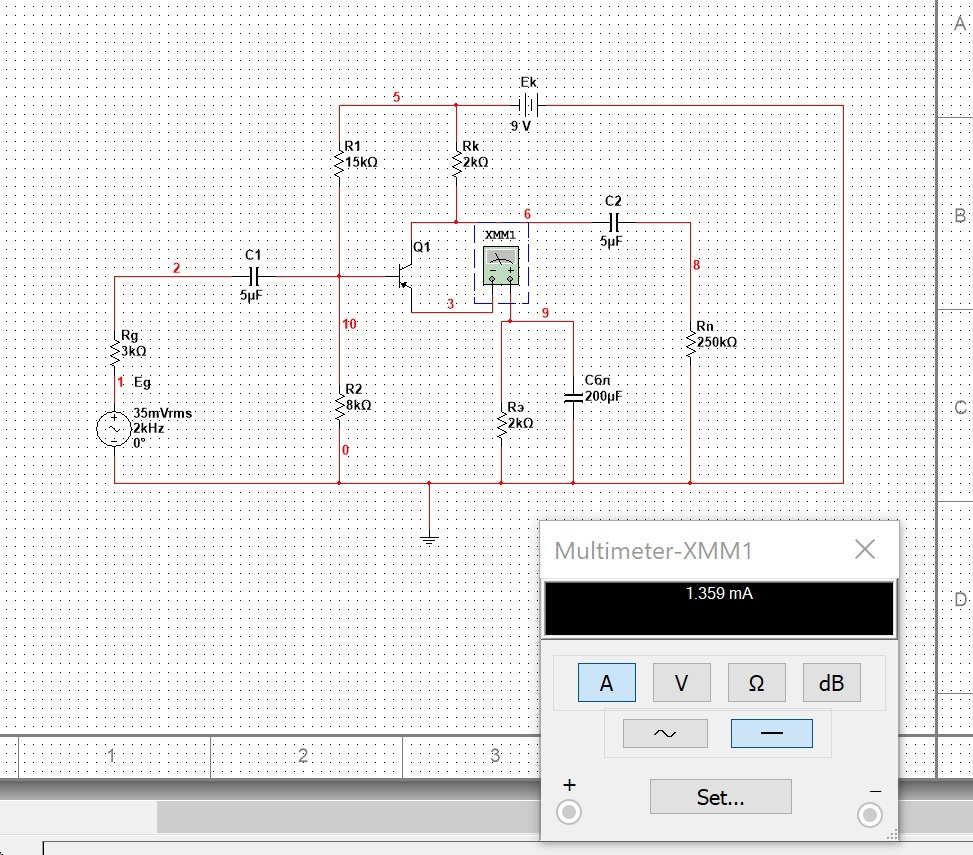 A
Ek
5
9 V
R1
15kΩ
Rk
2kΩ
C2
6
5µF
B
XMM1
Q1
C1
2
5µF
8
3
9
10
Rn
250kΩ
Rg
3kΩ
1 Eg
Сбл
200µF
R2
8kΩ
Rэ
2kΩ
C
35mVrms
2kHz
0°
0
Multimeter-XMM1
1.359 mA
D
A V Ω dB
1 2 3
Set...